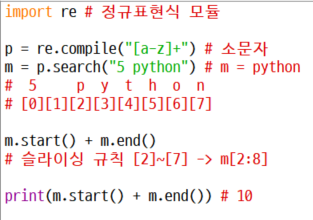 import re # 정규표현식 모듈
p = re.compile("[a-z]+") # 소문자
m = p.search("5 python") # m = python
# 5 p y t h o n
# [0][1][2][3][4][5][6][7]
m.start() + m.end()
# 슬라이싱 규칙 [2]~[7] -> m[2:8]
print(m.start() + m.end()) # 10